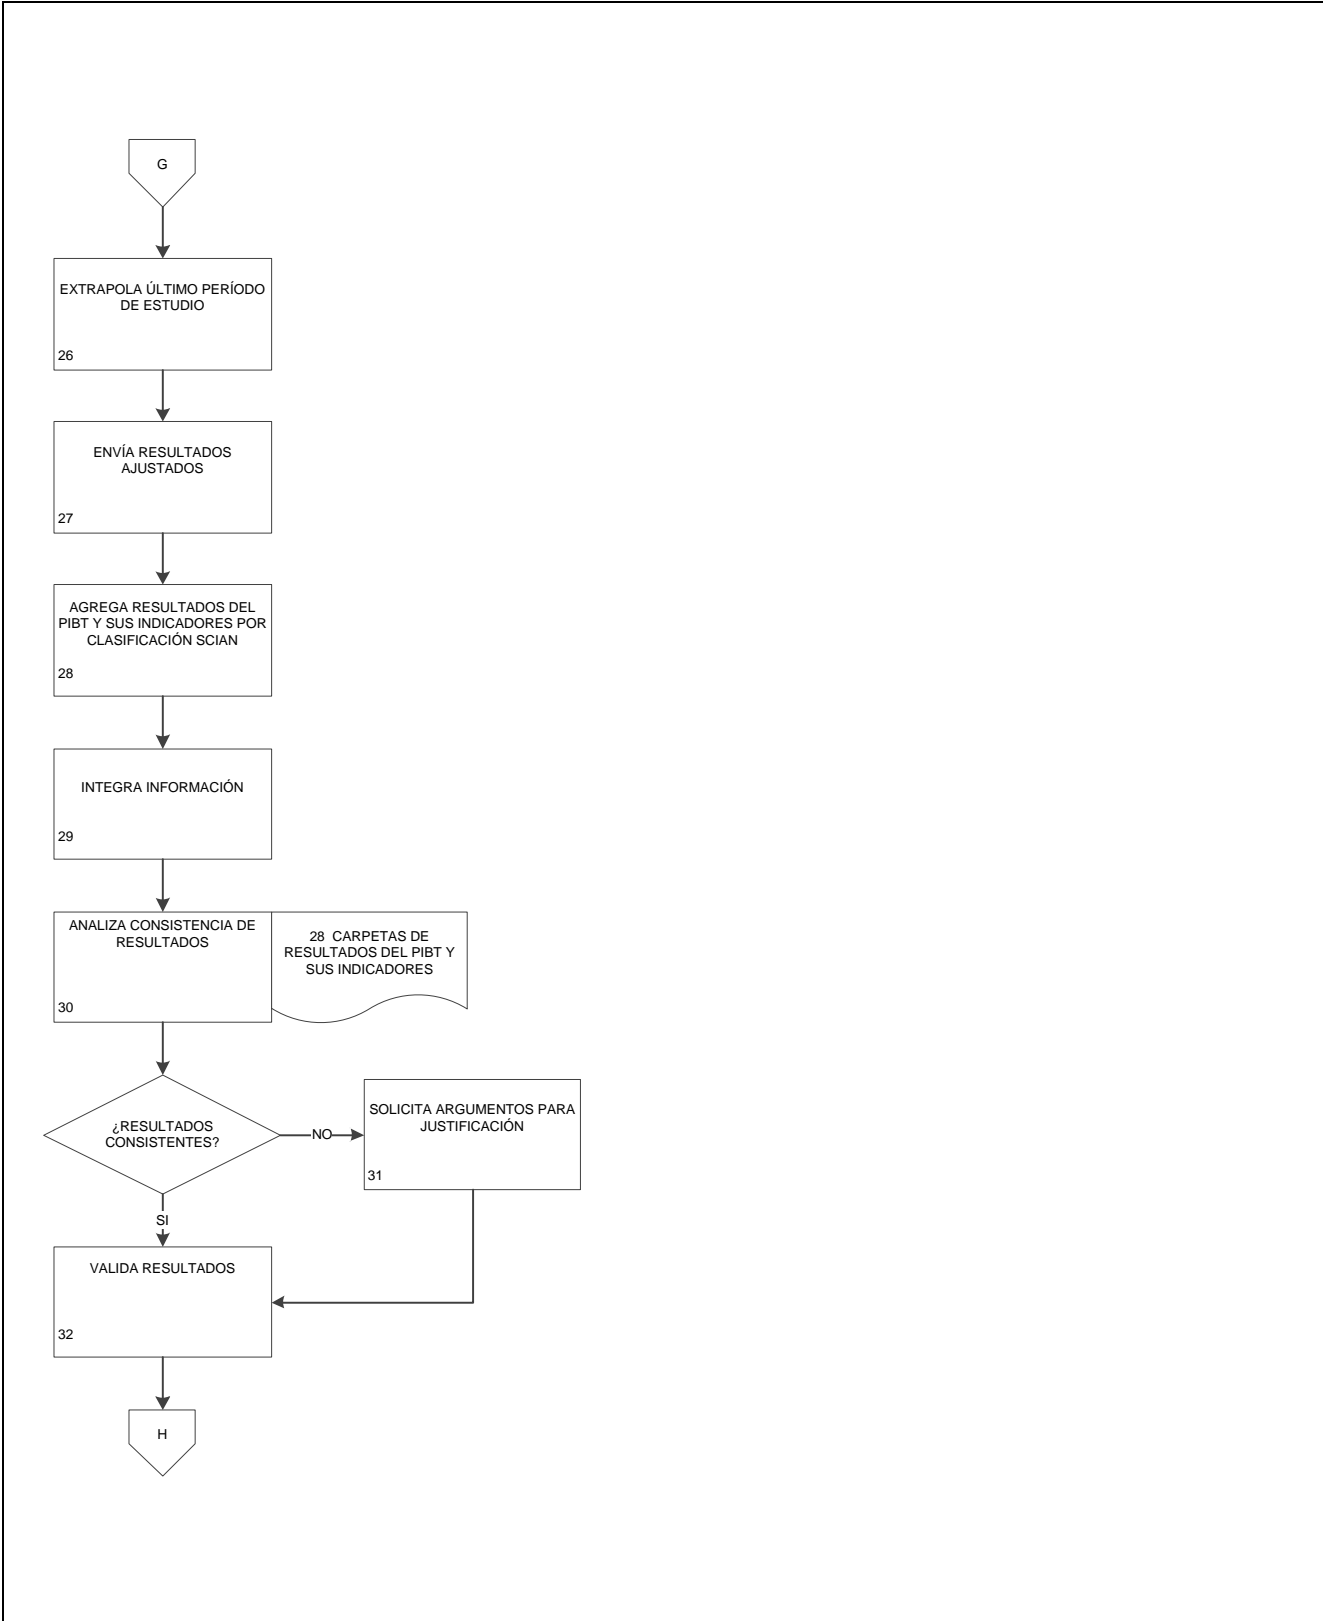 G
EXTRAPOLA ÚLTIMO PERÍODO
DE ESTUDIO
26
ENVÍA RESULTADOS
AJUSTADOS
27
AGREGA RESULTADOS DEL
PIBT Y SUS INDICADORES POR
CLASIFICACIÓN SCIAN
28
INTEGRA INFORMACIÓN
29
ANALIZA CONSISTENCIA DE
RESULTADOS
30
28 CARPETAS DE
RESULTADOS DEL PIBT Y
SUS INDICADORES
¿RESULTADOS
CONSISTENTES?
NO
SOLICITA ARGUMENTOS PARA
JUSTIFICACIÓN
31
SI
VALIDA RESULTADOS
32
H